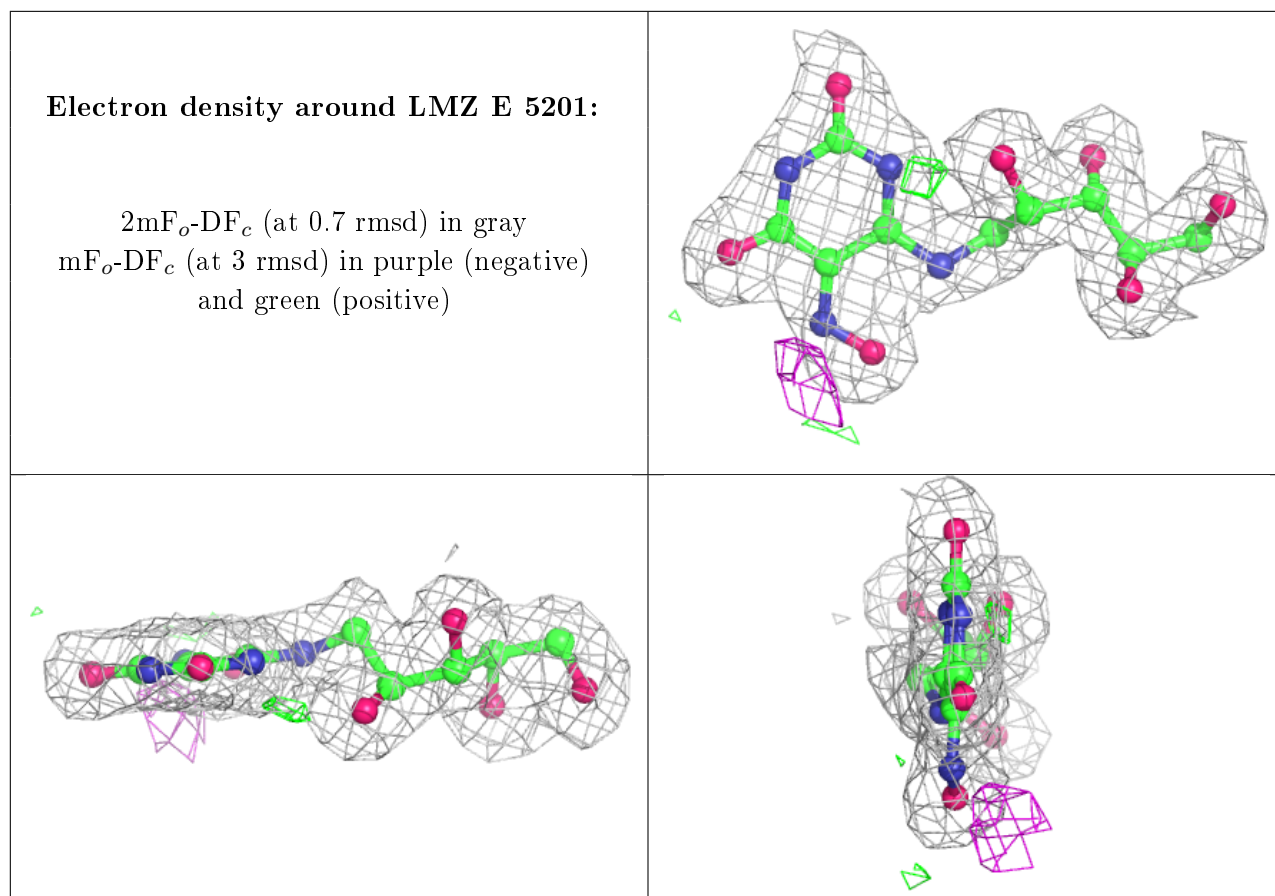 Electron density around LMZ E 5201:
2mFo-DFc (at 0.7 rmsd) in gray
mFo-DFc (at 3 rmsd) in purple (negative)
and green (positive)